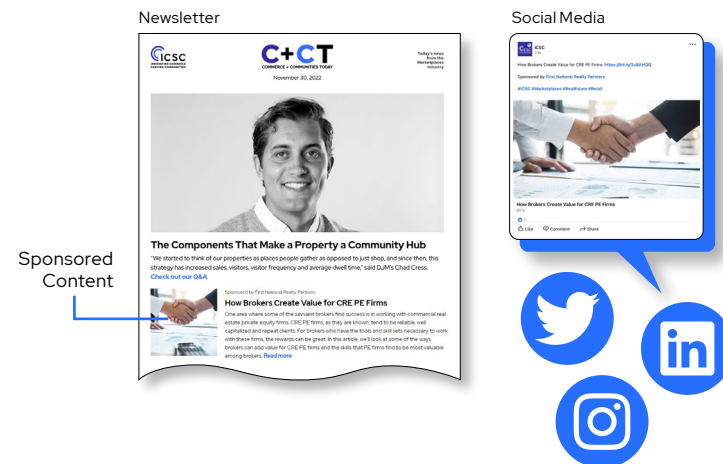 Newsletter
Social Media
ICSC
INNOVATING COMMERCE
SERVING COMMUNITIES
C+CT
COMMERCE + COMMUNITIES TODAY
November 30, 2022
Today's news
from the
Marketplaces
Industry
The Components That Make a Property a Community Hub
"We started to think of our properties as places people gather as opposed to just shop, and since then, this
strategy has increased sales, visitors, visitor frequency and average dwell time," said DJM's Chad Cress.
Check out our Q&A
Sponsored
Content
Sponsored by First National Realty Partners
How Brokers Create Value for CRE PE Firms
One area where some of the savviest brokers find success is in working with commercial real
estate private equity firms. CRE PE firms, as they are known, tend to be reliable, well
capitalized and repeat clients. For brokers who have the tools and skill sets necessary to work
with these firms, the rewards can be great. In this article, we'll look at some of the ways
brokers can add value for CRE PE firms and the skills that PE firms find to be most valuable
among brokers. Read more
ICSC
How Brokers Create Value for CRE PE Firms
Sponsored by First National Realty Partners
#ICSC #Marketplaces #RealEstate #Retail
How Brokers Create Value for CRE PE Firms
bit.ly
1
Like Comment Share
in